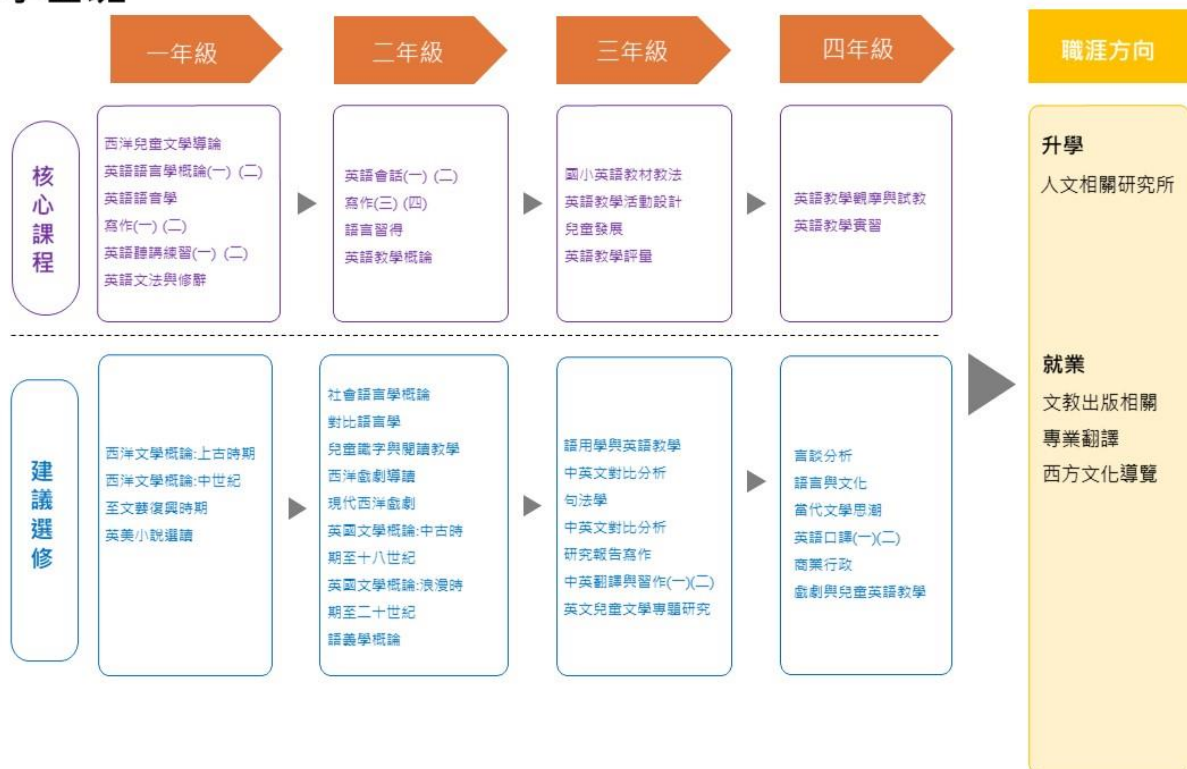 一年級
二年級
三年級
四年級
職涯方向
核心課程
西洋兒童文學導論
英語語言學概論(一) (二)
英語語音學
寫作(一) (二)
英語聽講練習(一) (二)
英語文法與修辭
英語會話(一) (二)
寫作(三) (四)
語言習得
英語教學概論
國小英語教材教法
英語教學活動設計
兒童發展
英語教學評量
英語教學觀摩與試教
英語教學實習
建議選修
西洋文學概論:上古時期
西洋文學概論:中世紀
至文藝復興時期
英美小說選讀
社會語言學概論
對比語言學
兒童識字與閱讀教學
西洋戲劇導讀
現代西洋戲劇
英國文學概論:中古時
期至十八世紀
英國文學概論:浪漫時
期至二十世紀
語義學概論
語用學與英語教學
中英文對比分析
句法學
中英文對比分析
研究報告寫作
中英翻譯與習作(一)(二)
英文兒童文學專題研究
言談分析
語言與文化
當代文學思潮
英語口譯(一)(二)
商業行政
戲劇與兒童英語教學
升學
人文相關研究所
就業
文教出版相關
專業翻譯
西方文化導覽